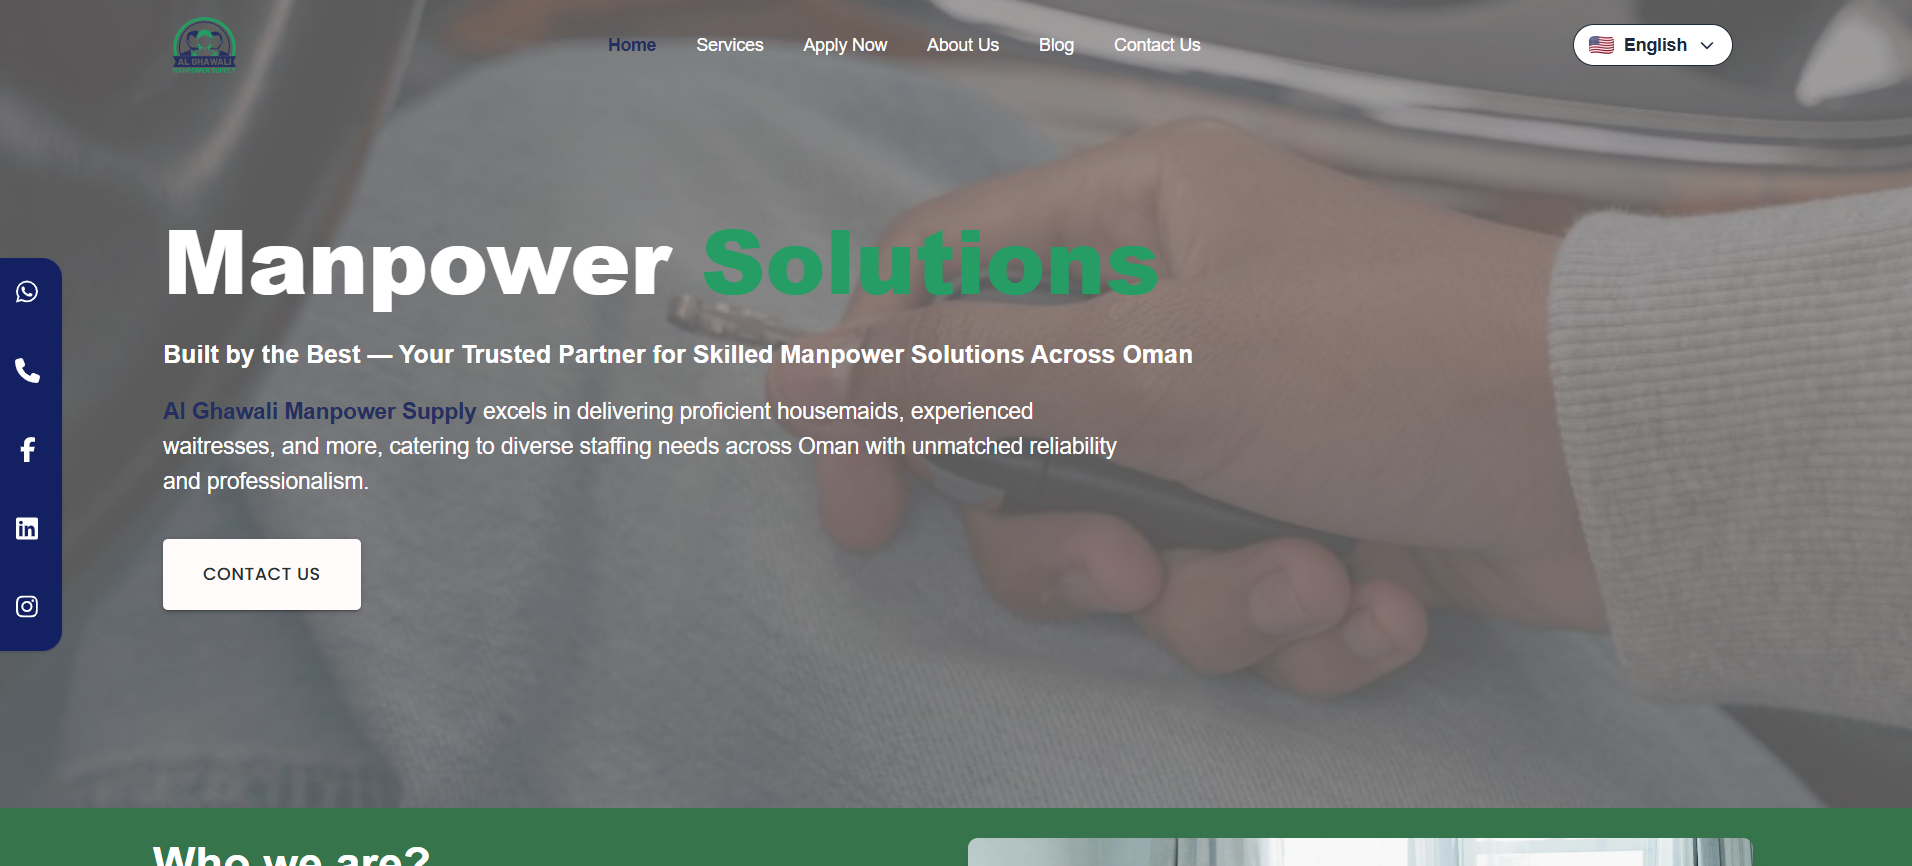 AL GHAWALI
MANPOWER SUPPLY
Home
Services
Apply Now
About Us
Blog
Contact Us
English
Manpower Solutions
Built by the Best — Your Trusted Partner for Skilled Manpower Solutions Across Oman
Al Ghawali Manpower Supply excels in delivering proficient housemaids, experienced
waitresses, and more, catering to diverse staffing needs across Oman with unmatched reliability
and professionalism.
CONTACT US
Who we are?